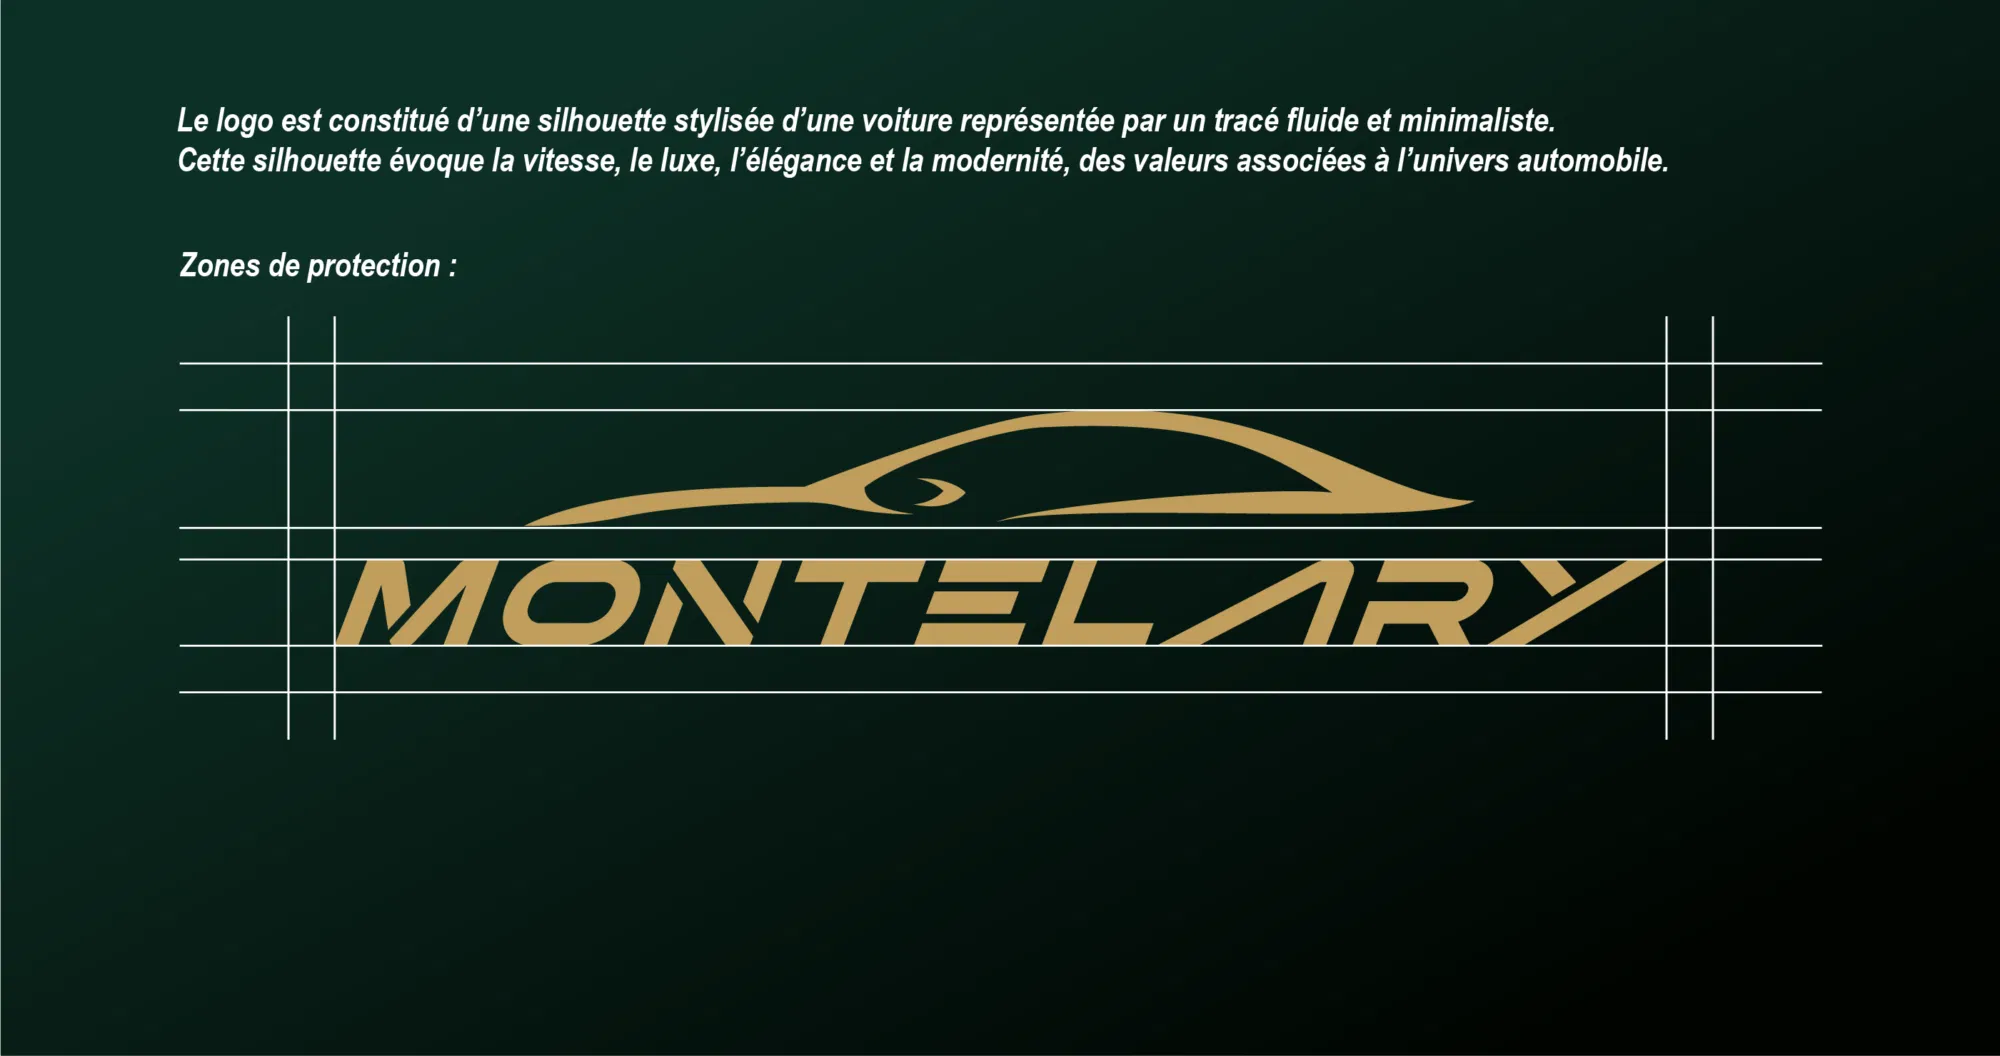 Le logo est constitué d’une silhouette stylisée d’une voiture représentée par un tracé fluide et minimaliste.
Cette silhouette évoque la vitesse, le luxe, l’élégance et la modernité, des valeurs associées à l’univers automobile.
Zones de protection :
MONTELARY